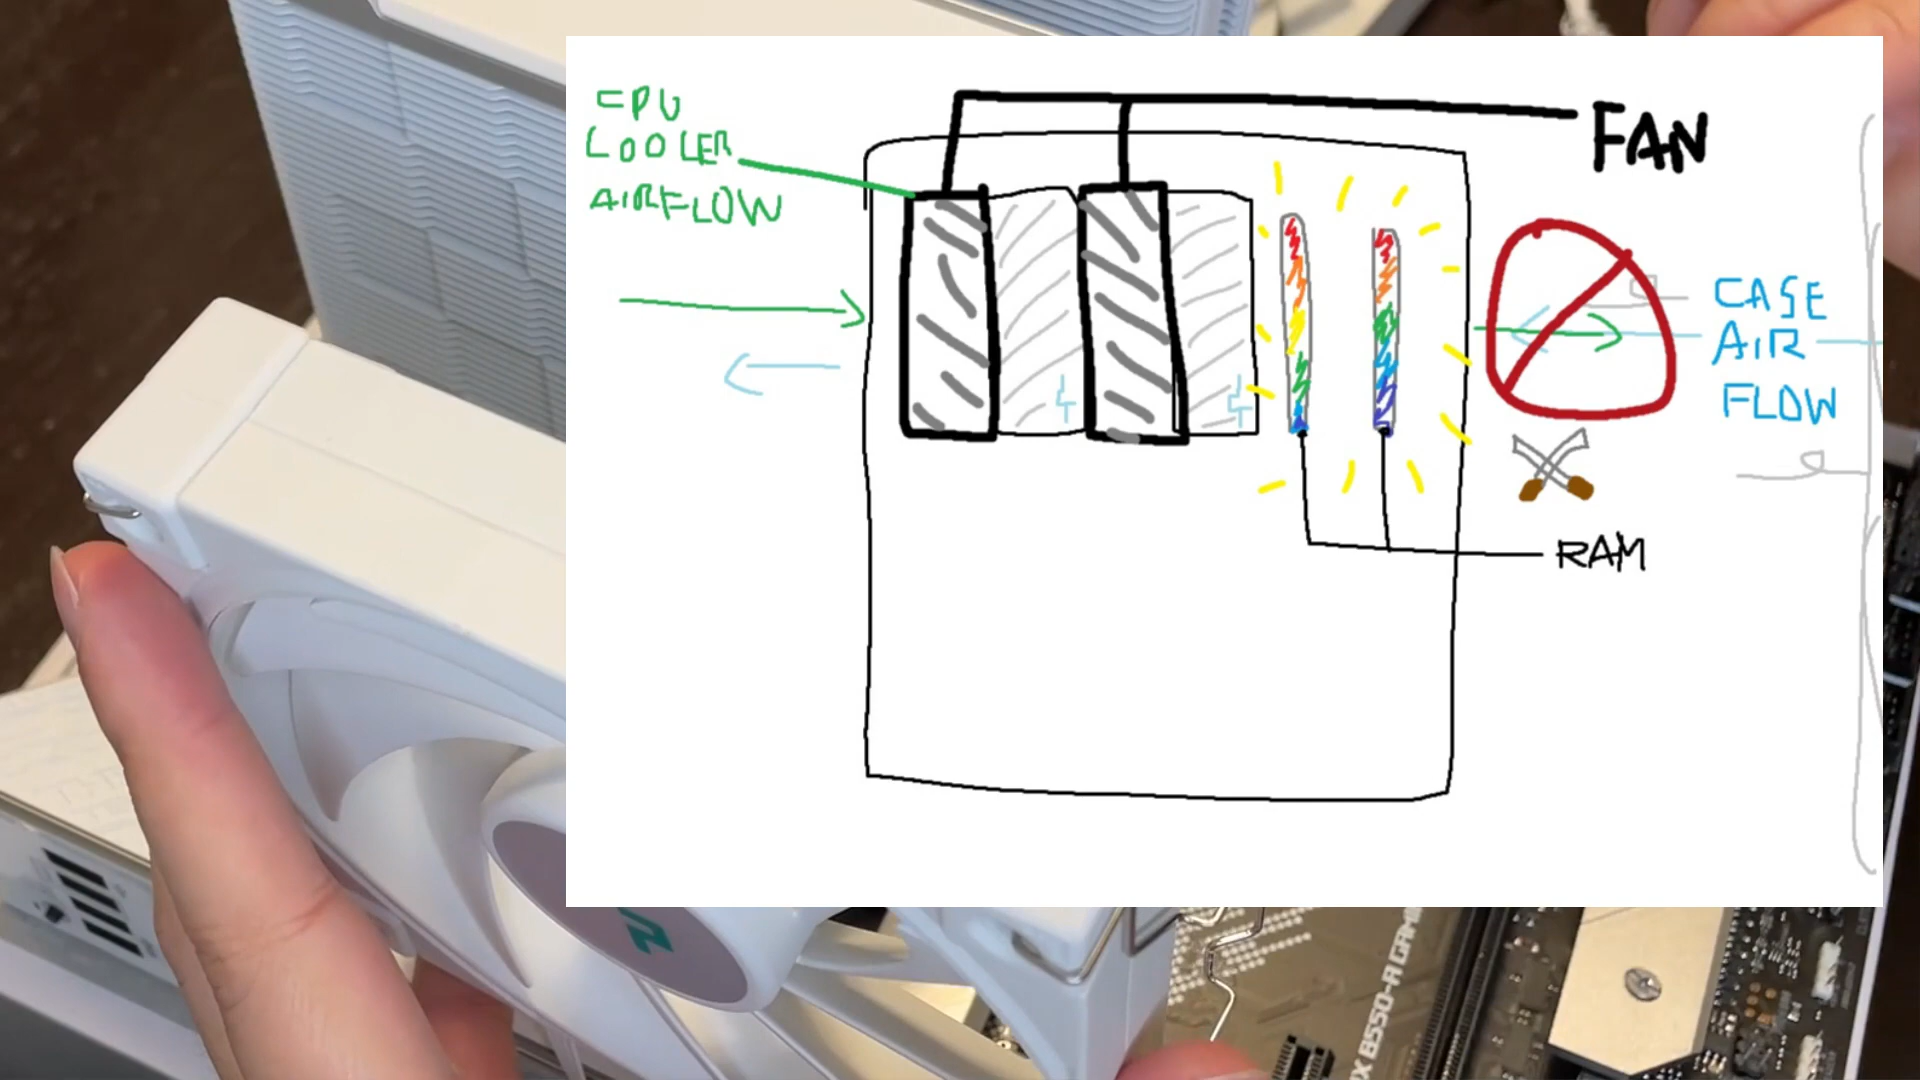 CPU
COOLER
AIRFLOW
FAN
CASE
AIR
FLOW
RAM
X B550-A GAMI